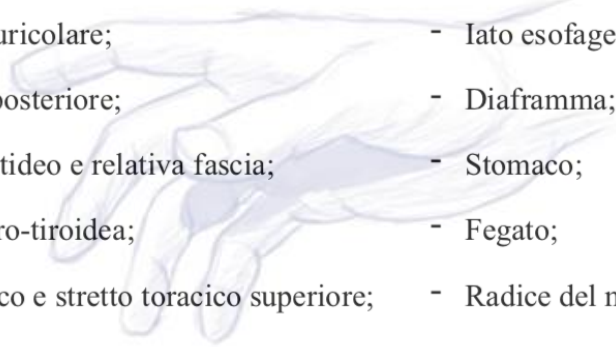 uricolare; - Iato esofage
posteriore; - Diaframma;
tideo e relativa fascia; - Stomaco;
ro-tiroidea; - Fegato;
co e stretto toracico superiore; - Radice del